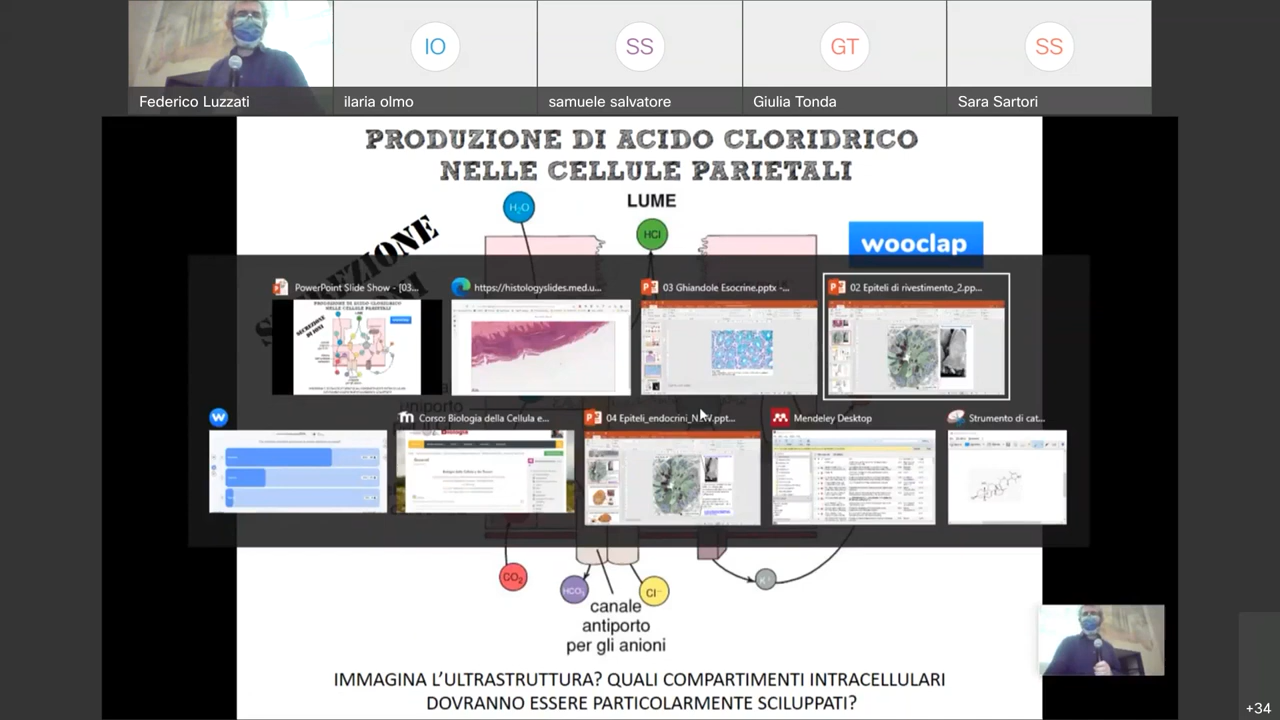 IO
SS
GT
SS
Federico Luzzati
ilaria olmo
samuele salvatore
Giulia Tonda
Sara Sartori
PRODUZIONE DI ACIDO CLORIDRICO
NELLE CELLULE PARIETALI
LUME
H₂O
HCl
wooclap
PowerPoint Slide Show - [03...
https://histologyslides.med.u...
03 Ghiandole Esocrine.pptx -...
02 Epiteli di rivestimento_2.pp...
Corso: Biologia della Cellula e...
04 Epiteli_endocrini_N...V.ppt...
Mendeley Desktop
Strumento di cat...
CO₂
HCO₃⁻
Cl⁻
K⁺
canale
antiporto
per gli anioni
IMMAGINA L'ULTRASTRUTTURA? QUALI COMPARTIMENTI INTRACELLULARI
DOVRANNO ESSERE PARTICOLARMENTE SCILUPPATI?
+34